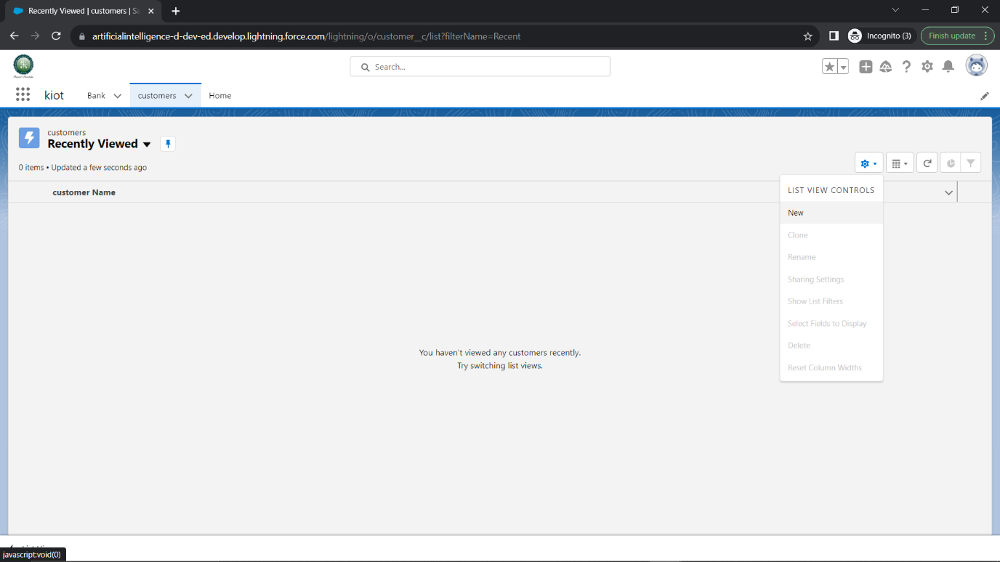 Recently Viewed | customers | Sa
artificialintelligence-d-dev-ed.develop.lightning.force.com/lightning/o/customer__c/list?filterName=Recent
Incognito (3)
Finish update
Search...
kiot
Bank
customers
Home
customers
Recently Viewed
0 items • Updated a few seconds ago
LIST VIEW CONTROLS
customer Name
New
Clone
Rename
Sharing Settings
Show List Filters
Select Fields to Display
Delete
Reset Column Widths
You haven't viewed any customers recently.
Try switching list views.
javascript:void(0)